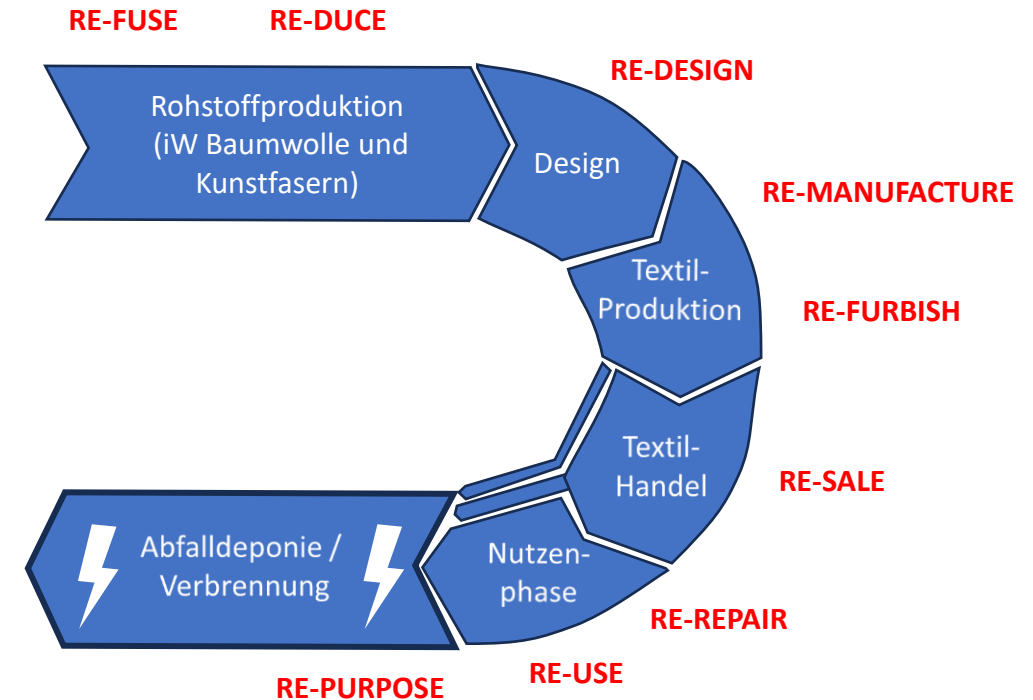 RE-FUSE
RE-DUCE
RE-DESIGN
Rohstoffproduktion
(iW Baumwolle und
Kunstfasern)
Design
RE-MANUFACTURE
Textil-
Produktion
RE-FURBISH
Textil-
Handel
RE-SALE
Abfalldeponie /
Verbrennung
Nutzen-
phase
RE-REPAIR
RE-USE
RE-PURPOSE